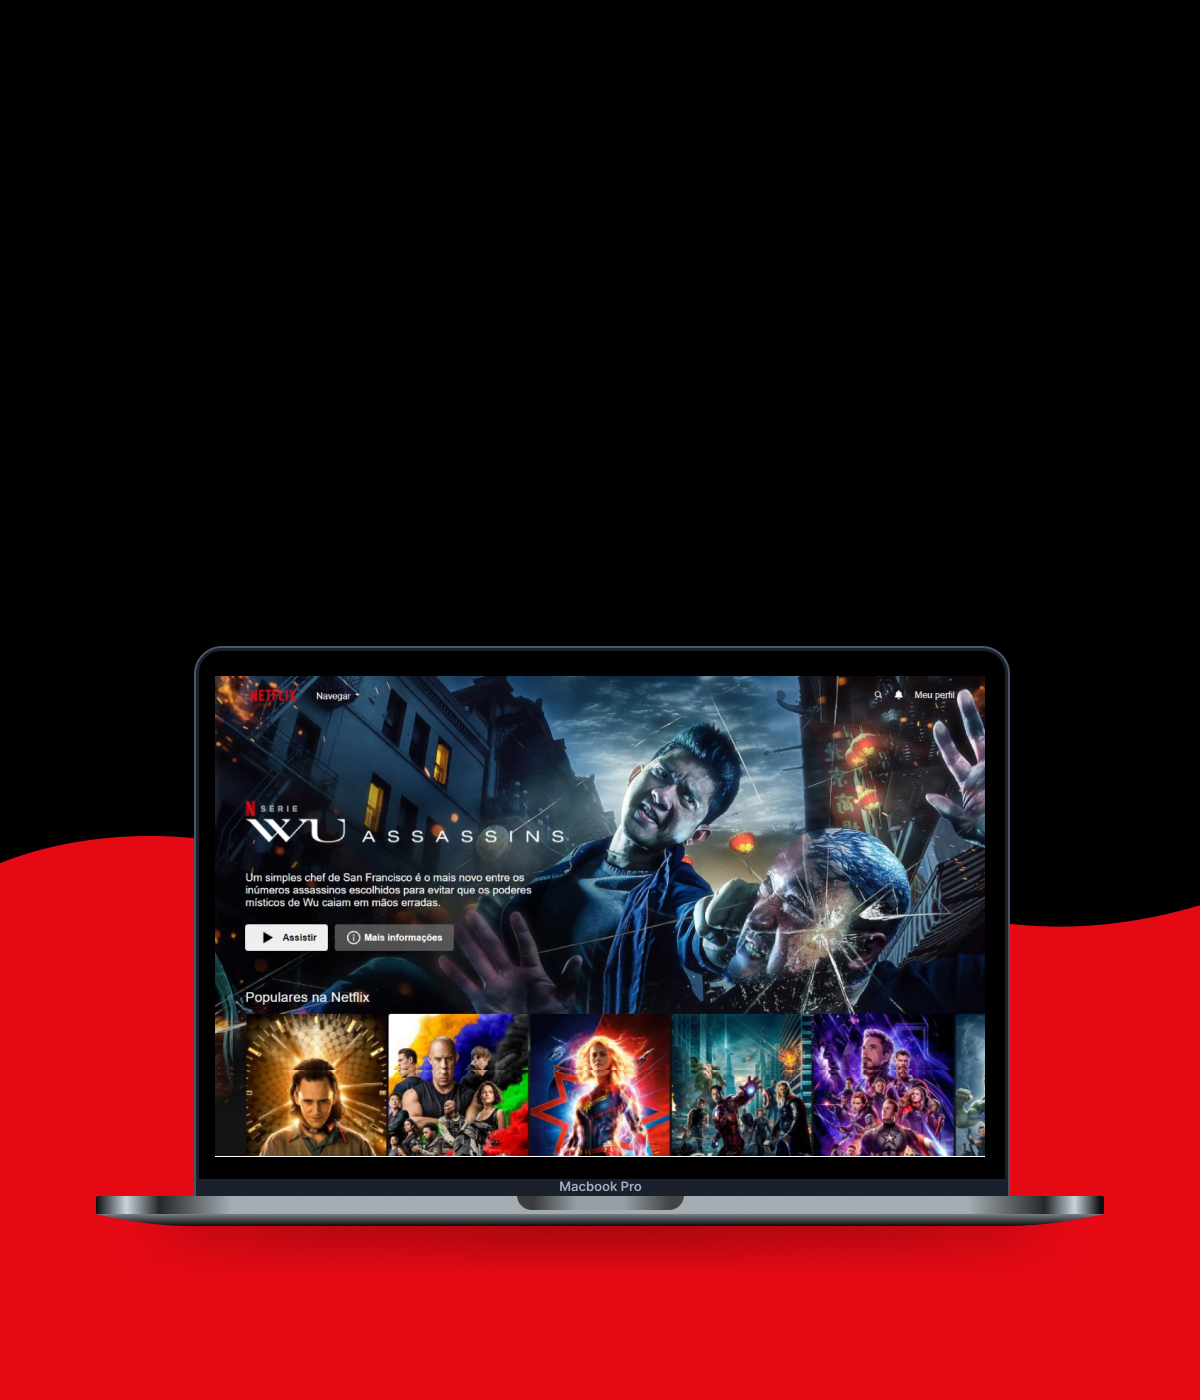 NETFLIX
Navegar
Meu perfil
N SÉRIE
WU ASSASSINS
Um simples chef de San Francisco é o mais novo entre os
inúmeros assassinos escolhidos para evitar que os poderes
místicos de Wu caiam em mãos erradas.
Assistir
Mais informações
Populares na Netflix
Macbook Pro